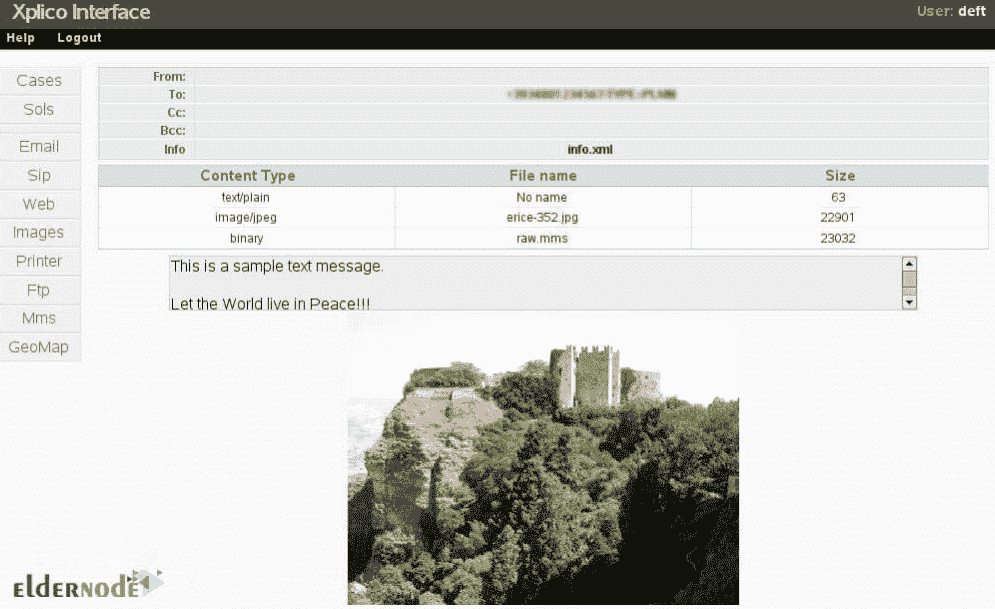 Xplico Interface
User: deft
Help Logout
Cases
Sols
Email
Sip
Web
Images
Printer
Ftp
Mms
GeoMap
From:
To:
Cc:
Bcc:
Info info.xml
Content Type File name Size
text/plain No name 63
image/jpeg erice-352.jpg 22901
binary raw.mms 23032
This is a sample text message.
Let the World live in Peace!!!
eldernode